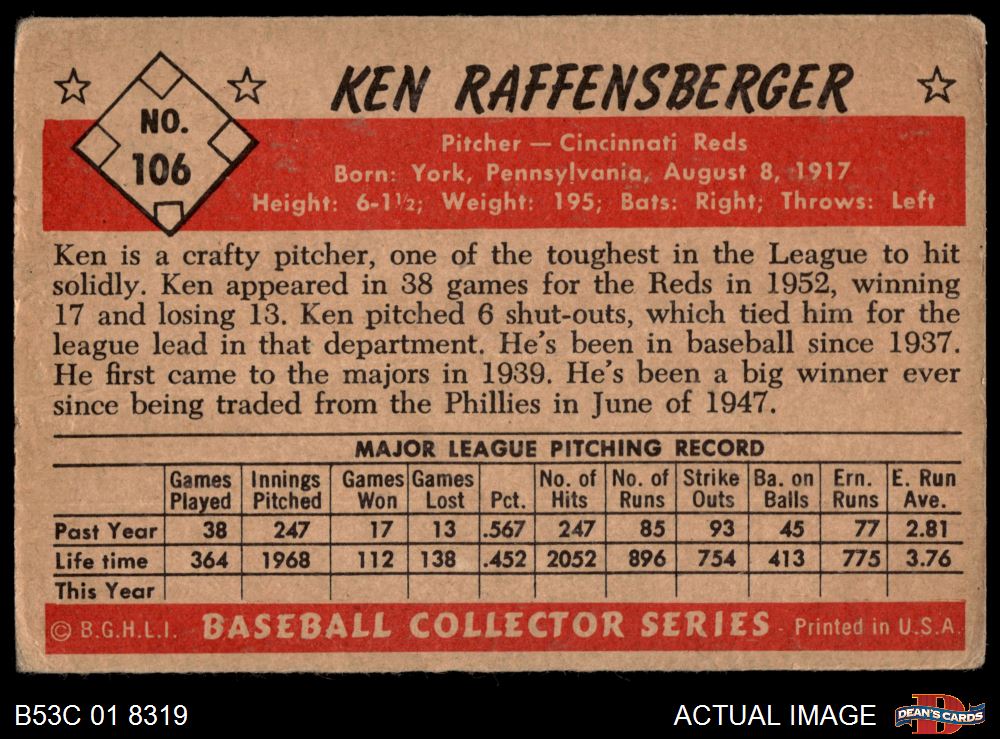 KEN RAFFENSBERGER
NO.
106
Pitcher — Cincinnati Reds
Born: York, Pennsylvania, August 8, 1917
Height: 6-1½; Weight: 195; Bats: Right; Throws: Left
Ken is a crafty pitcher, one of the toughest in the League to hit
solidly. Ken appeared in 38 games for the Reds in 1952, winning
17 and losing 13. Ken pitched 6 shut-outs, which tied him for the
league lead in that department. He's been in baseball since 1937.
He first came to the majors in 1939. He's been a big winner ever
since being traded from the Phillies in June of 1947.
MAJOR LEAGUE PITCHING RECORD
Games Played Innings Pitched Games Won Games Lost Pct. No. of Hits No. of Runs Strike Outs Ba. on Balls Ern. Runs E. Run Ave.
Past Year 38 247 17 13 .567 247 85 93 45 77 2.81
Life time 364 1968 112 138 .452 2052 896 754 413 775 3.76
This Year
© B.G.H.L.I. BASEBALL COLLECTOR SERIES - Printed in U.S.A.
B53C 01 8319 ACTUAL IMAGE D DEAN'S CARDS